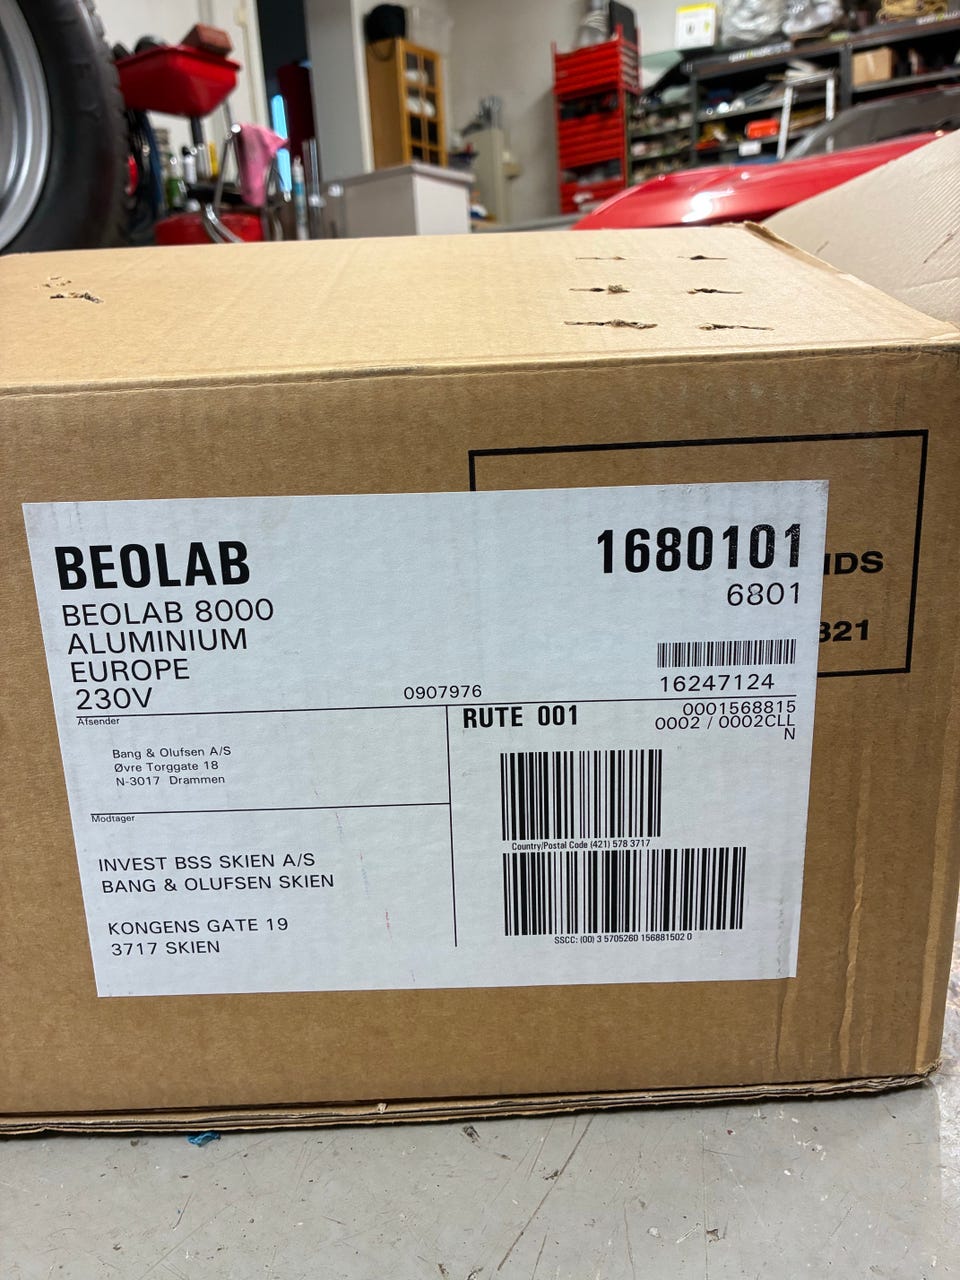 BEOLAB
BEOLAB 8000
ALUMINIUM
EUROPE
230V
1680101
6801
16247124
0907976
Afsender
Bang & Olufsen A/S
Øvre Torggate 18
N-3017 Drammen
RUTE 001
0001568815
0002 / 0002CLL
N
Country/Postal Code (421) 578 3717
Modtager
INVEST BSS SKIEN A/S
BANG & OLUFSEN SKIEN
KONGENS GATE 19
3717 SKIEN
SSCC: (00) 3 5705260 156881502 0
NDS
821